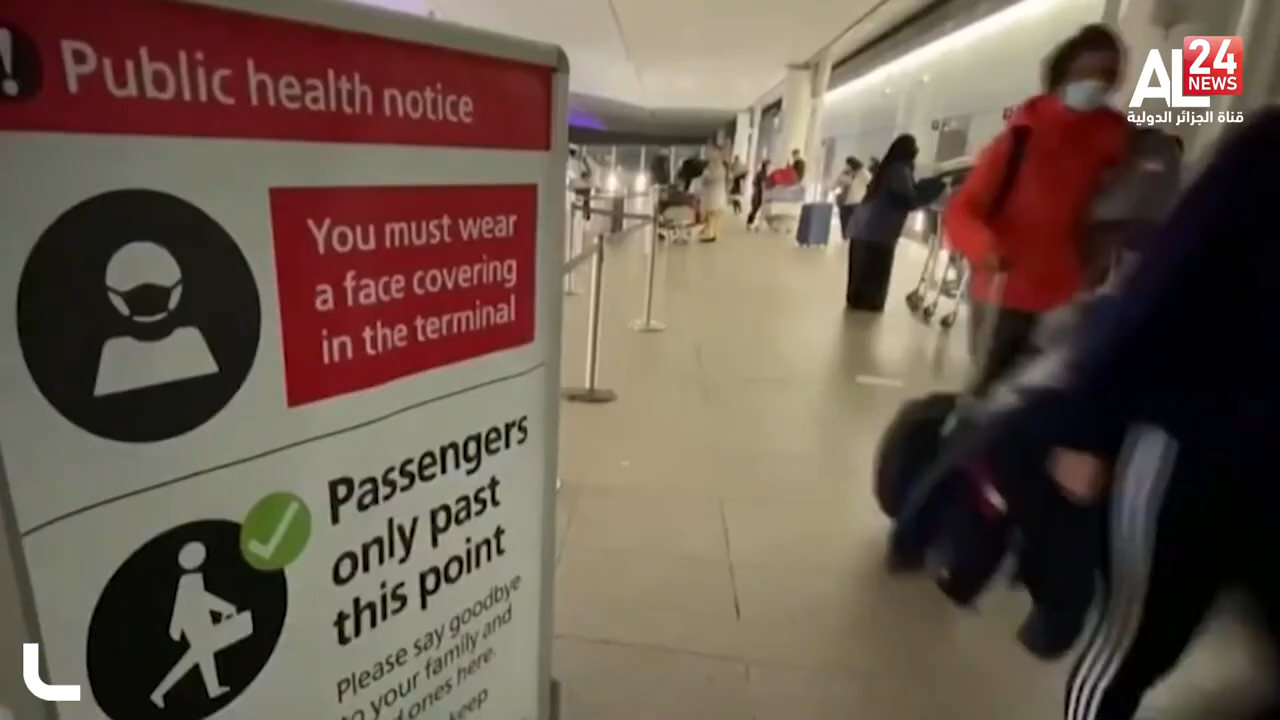 !
Public health notice
You must wear
a face covering
in the terminal
Passengers
only past
this point
Please say goodbye
to your family and
ones here.
keep
AL 24
NEWS
قناة الجزائر الدولية